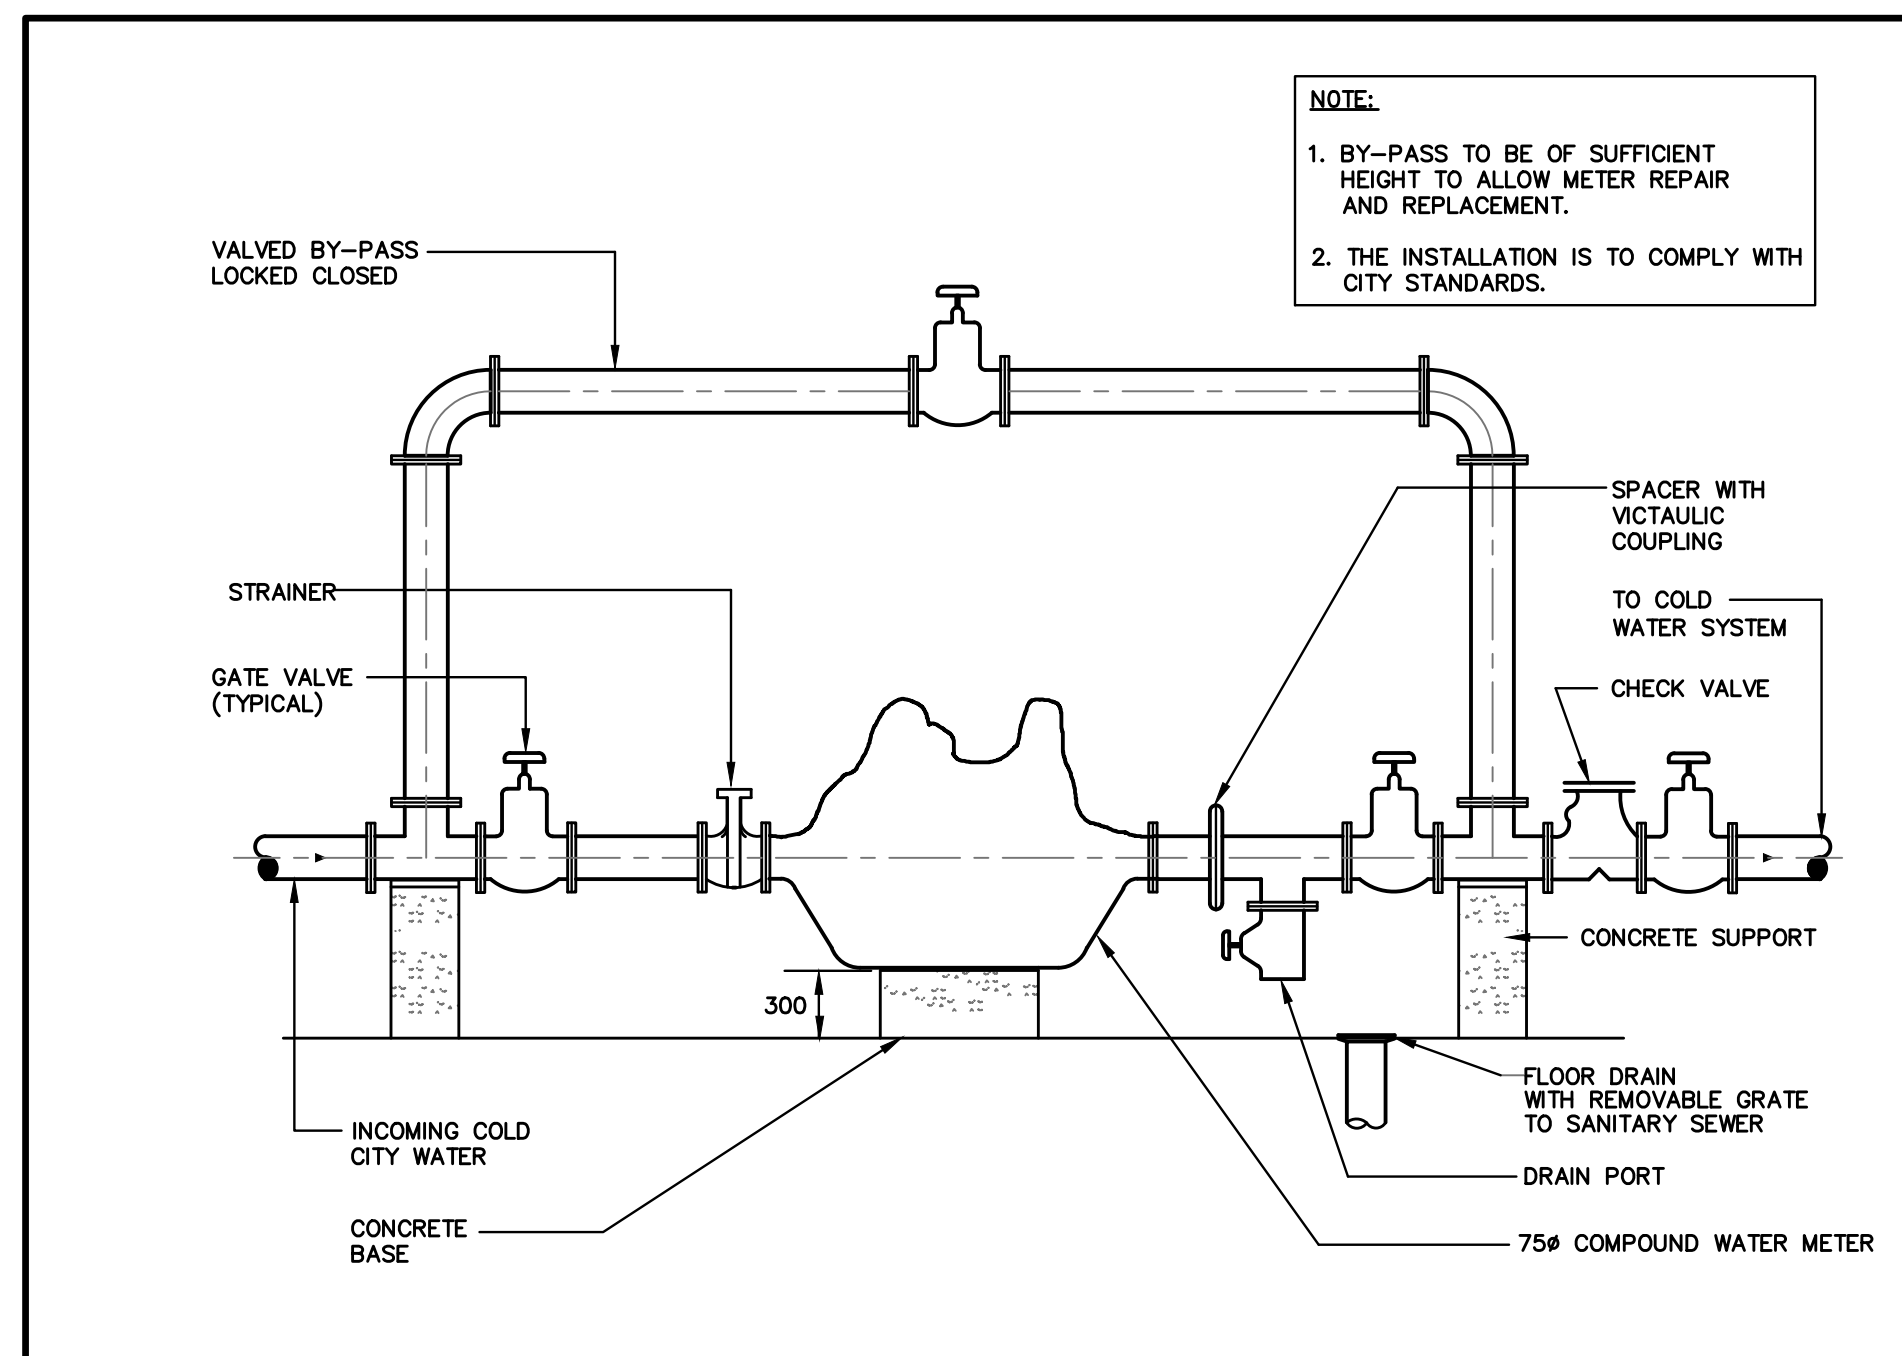 NOTE:
1. BY-PASS TO BE OF SUFFICIENT
HEIGHT TO ALLOW METER REPAIR
AND REPLACEMENT.
2. THE INSTALLATION IS TO COMPLY WITH
CITY STANDARDS.
VALVED BY-PASS
LOCKED CLOSED
SPACER WITH
VICTAULIC
COUPLING
STRAINER
TO COLD
WATER SYSTEM
GATE VALVE
(TYPICAL)
CHECK VALVE
CONCRETE SUPPORT
300
FLOOR DRAIN
WITH REMOVABLE GRATE
TO SANITARY SEWER
INCOMING COLD
CITY WATER
DRAIN PORT
CONCRETE
BASE
75ø COMPOUND WATER METER